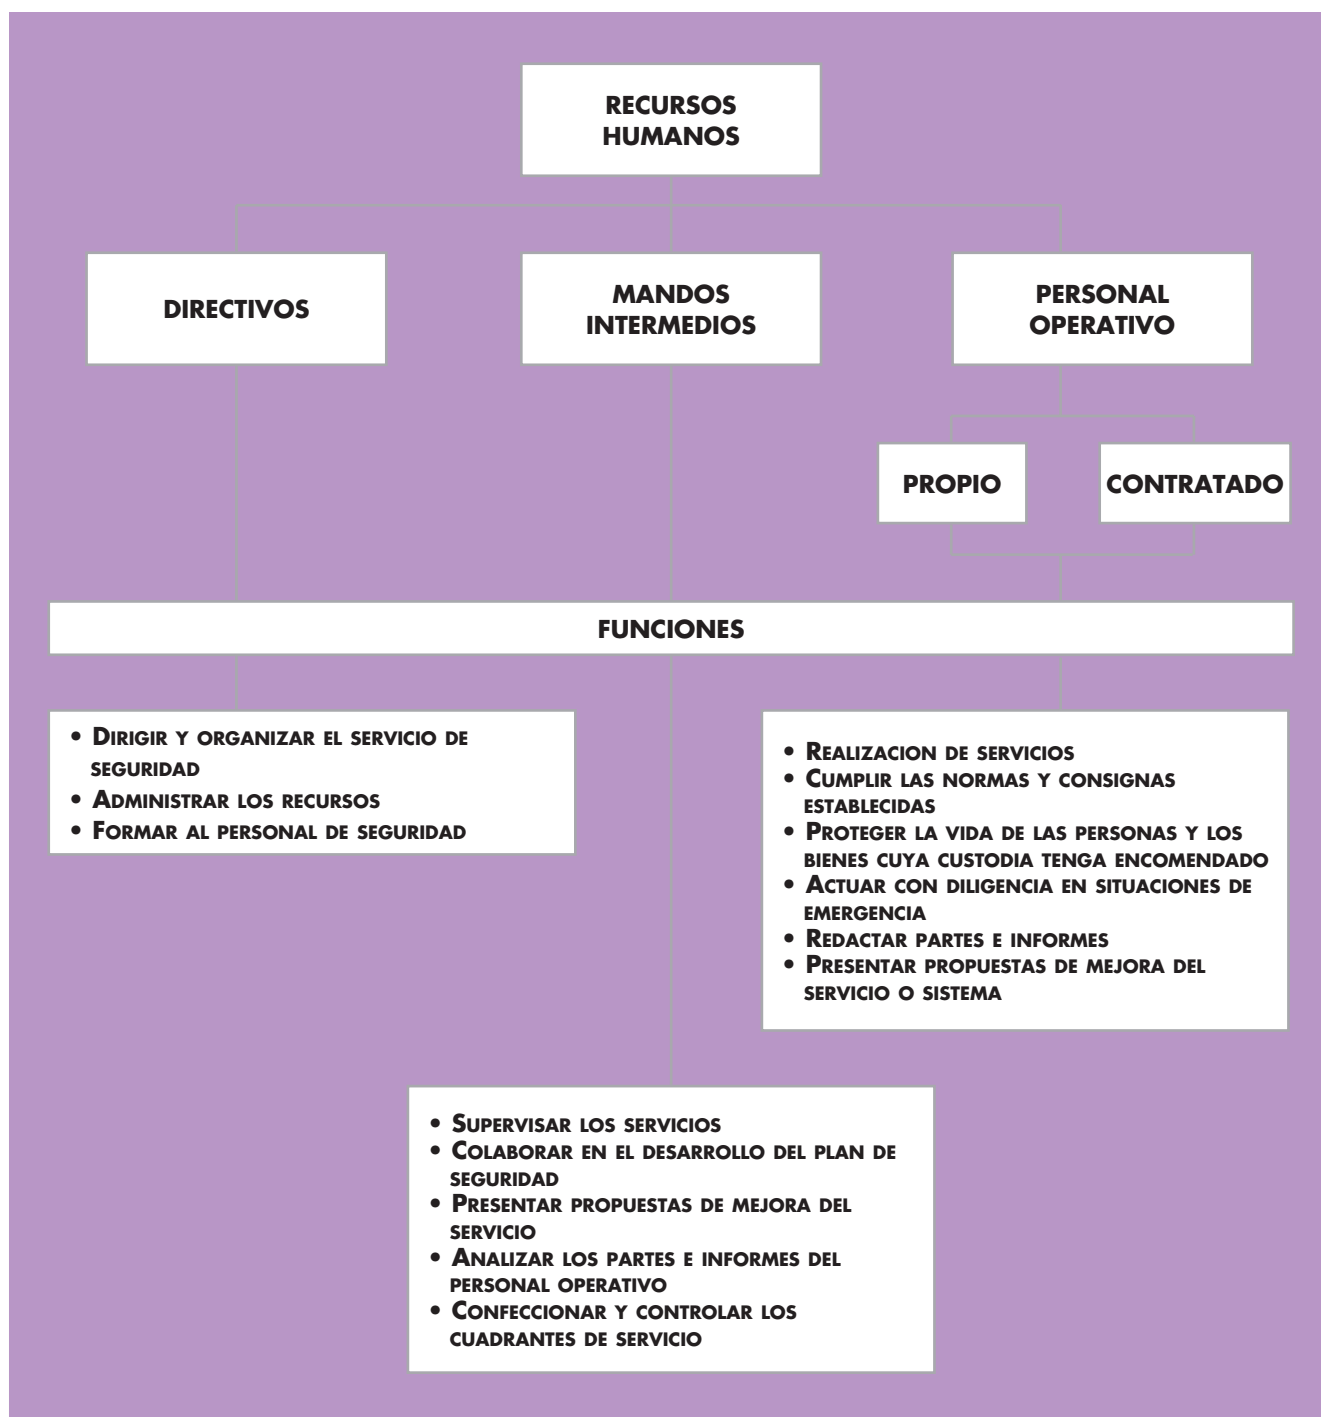 RECURSOS
HUMANOS
DIRECTIVOS
MANDOS
INTERMEDIOS
PERSONAL
OPERATIVO
PROPIO
CONTRATADO
FUNCIONES
• DIRIGIR Y ORGANIZAR EL SERVICIO DE
SEGURIDAD
• ADMINISTRAR LOS RECURSOS
• FORMAR AL PERSONAL DE SEGURIDAD
• REALIZACION DE SERVICIOS
• CUMPLIR LAS NORMAS Y CONSIGNAS
ESTABLECIDAS
• PROTEGER LA VIDA DE LAS PERSONAS Y LOS
BIENES CUYA CUSTODIA TENGA ENCOMENDADO
• ACTUAR CON DILIGENCIA EN SITUACIONES DE
EMERGENCIA
• REDACTAR PARTES E INFORMES
• PRESENTAR PROPUESTAS DE MEJORA DEL
SERVICIO O SISTEMA
• SUPERVISAR LOS SERVICIOS
• COLABORAR EN EL DESARROLLO DEL PLAN DE
SEGURIDAD
• PRESENTAR PROPUESTAS DE MEJORA DEL
SERVICIO
• ANALIZAR LOS PARTES E INFORMES DEL
PERSONAL OPERATIVO
• CONFECCIONAR Y CONTROLAR LOS
CUADRANTES DE SERVICIO